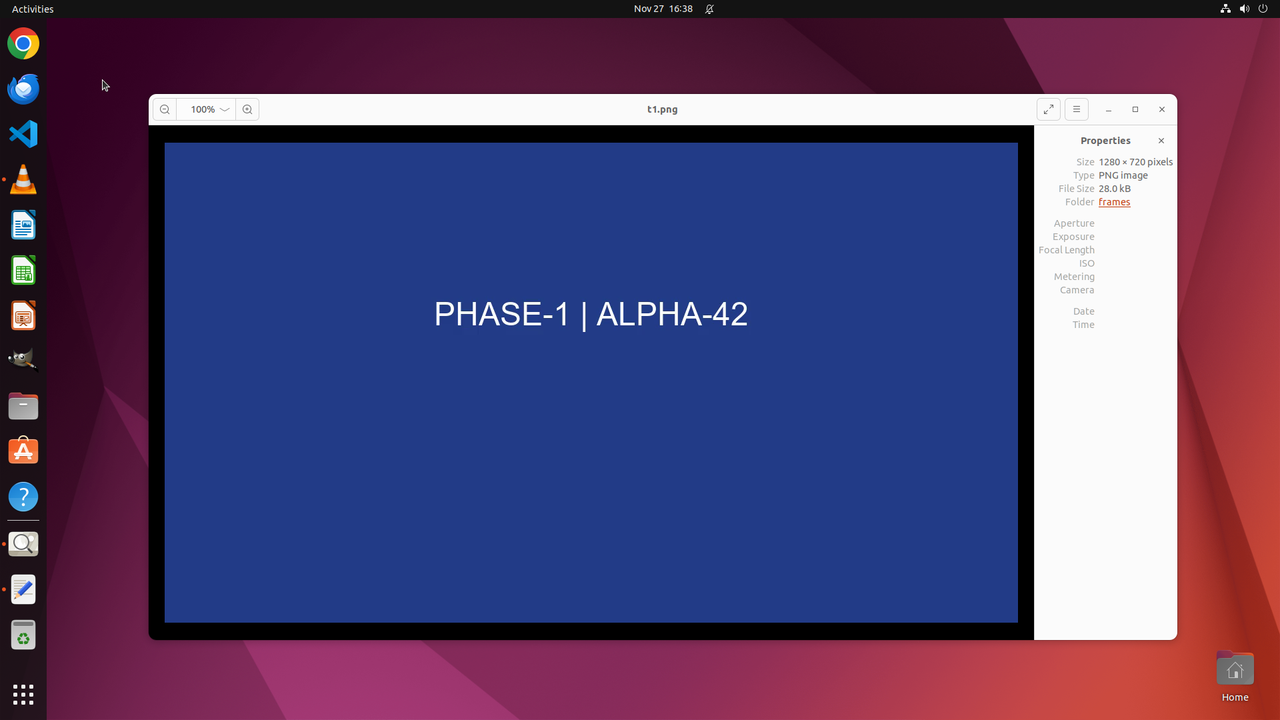 Activities
Nov 27 16:38
100%
t1.png
Properties
Size 1280 × 720 pixels
Type PNG image
File Size 28.0 kB
Folder frames
Aperture
Exposure
Focal Length
ISO
Metering
Camera
Date
Time
PHASE-1 | ALPHA-42
Home